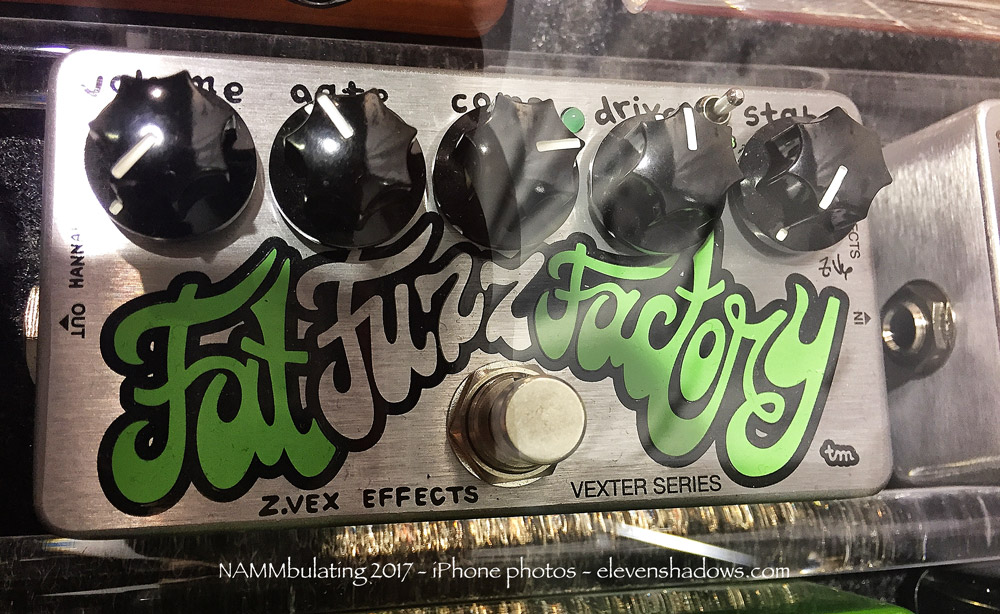 volume gate comp drive stab
HANNAH
OUT
IN
Z.V
Fat Fuzz Factory
tm
Z.VEX EFFECTS
VEXTER SERIES
NAMMbulating 2017 - iPhone photos - elevenshadows.com